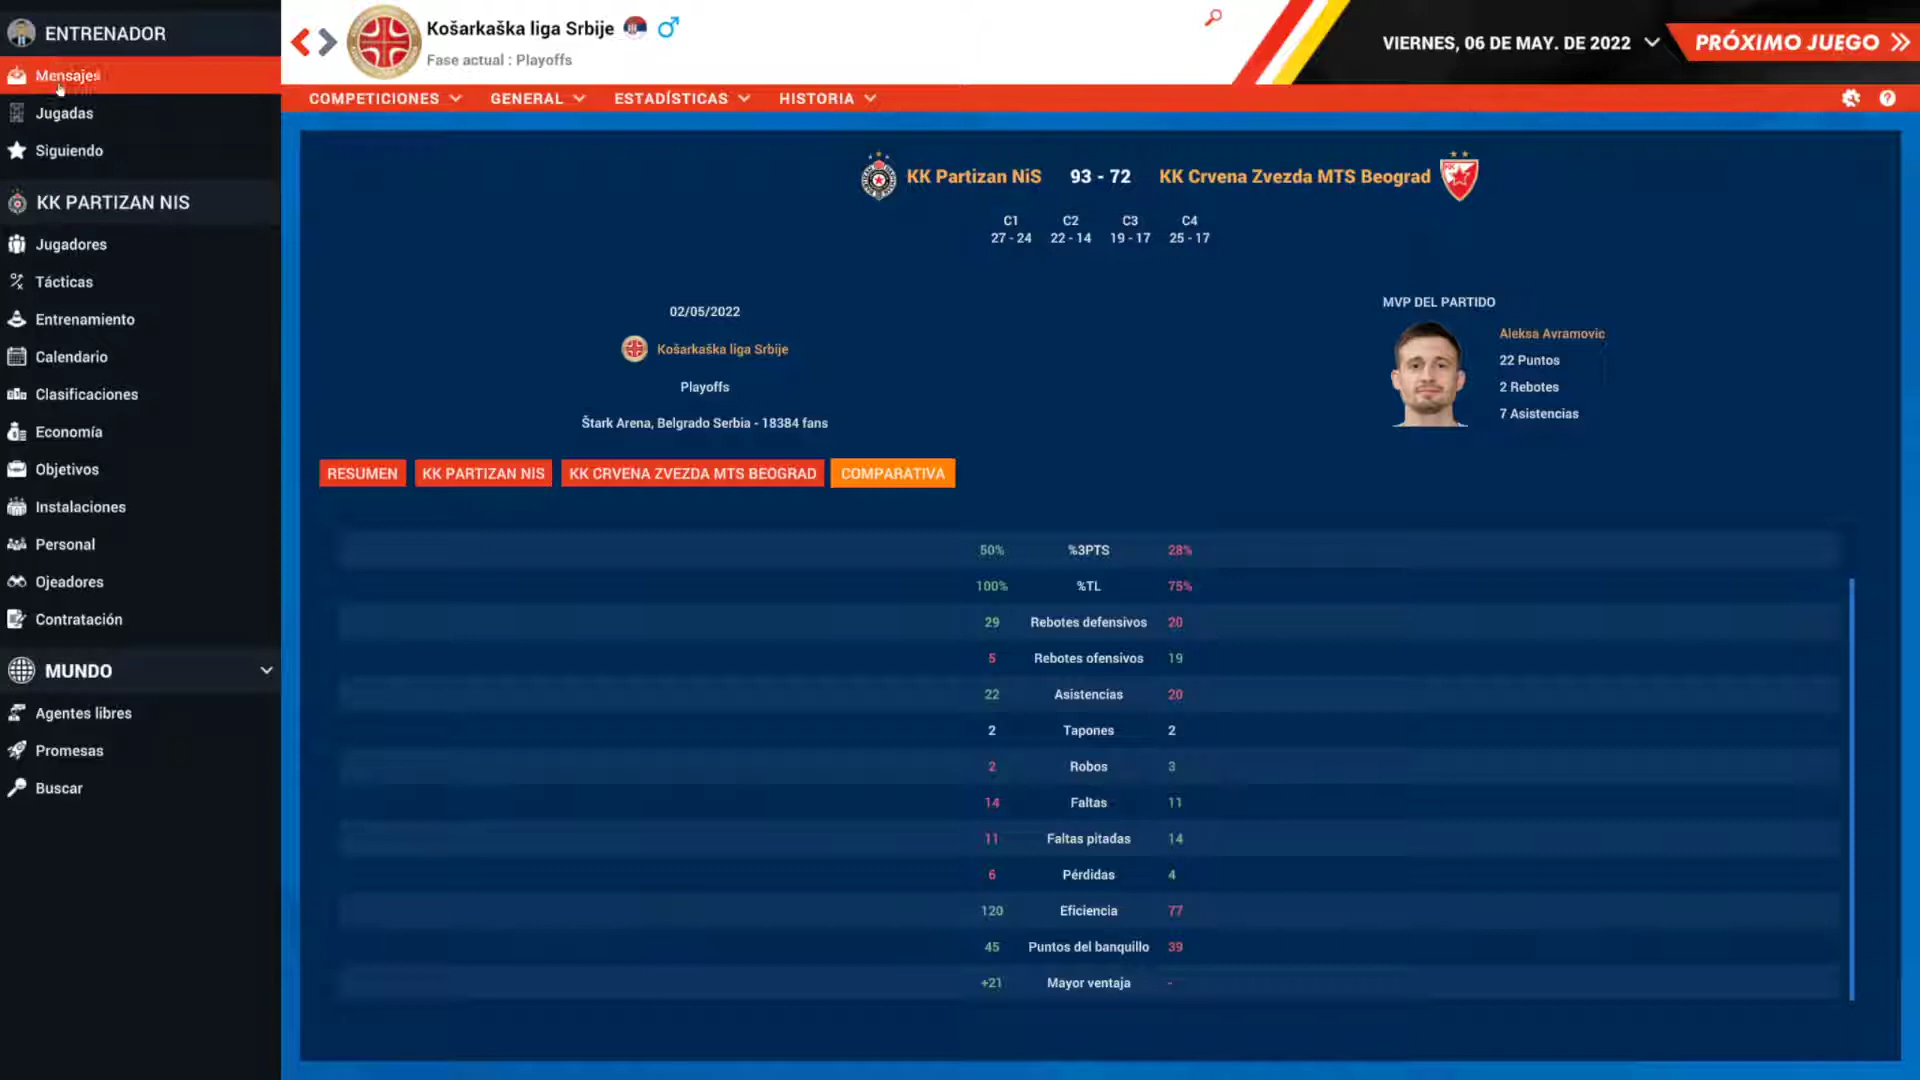 ENTRENADOR
Mensajes
Jugadas
Siguiendo
KK PARTIZAN NIS
Jugadores
Tácticas
Entrenamiento
Calendario
Clasificaciones
Economía
Objetivos
Instalaciones
Personal
Ojeadores
Contratación
MUNDO
Agentes libres
Promesas
Buscar
Košarkaška liga Srbije
Fase actual : Playoffs
VIERNES, 06 DE MAY. DE 2022
PRÓXIMO JUEGO
COMPETICIONES GENERAL ESTADÍSTICAS HISTORIA
KK Partizan NiS 93 - 72 KK Crvena Zvezda MTS Beograd
C1 C2 C3 C4
27 - 24 22 - 14 19 - 17 25 - 17
02/05/2022
Košarkaška liga Srbije
Playoffs
Štark Arena, Belgrado Serbia - 18384 fans
MVP DEL PARTIDO
Aleksa Avramovic
22 Puntos
2 Rebotes
7 Asistencias
RESUMEN KK PARTIZAN NIS KK CRVENA ZVEZDA MTS BEOGRAD COMPARATIVA
50% %3PTS 28%
100% %TL 75%
29 Rebotes defensivos 20
5 Rebotes ofensivos 19
22 Asistencias 20
2 Tapones 2
2 Robos 3
14 Faltas 11
11 Faltas pitadas 14
6 Pérdidas 4
120 Eficiencia 77
45 Puntos del banquillo 39
+21 Mayor ventaja -